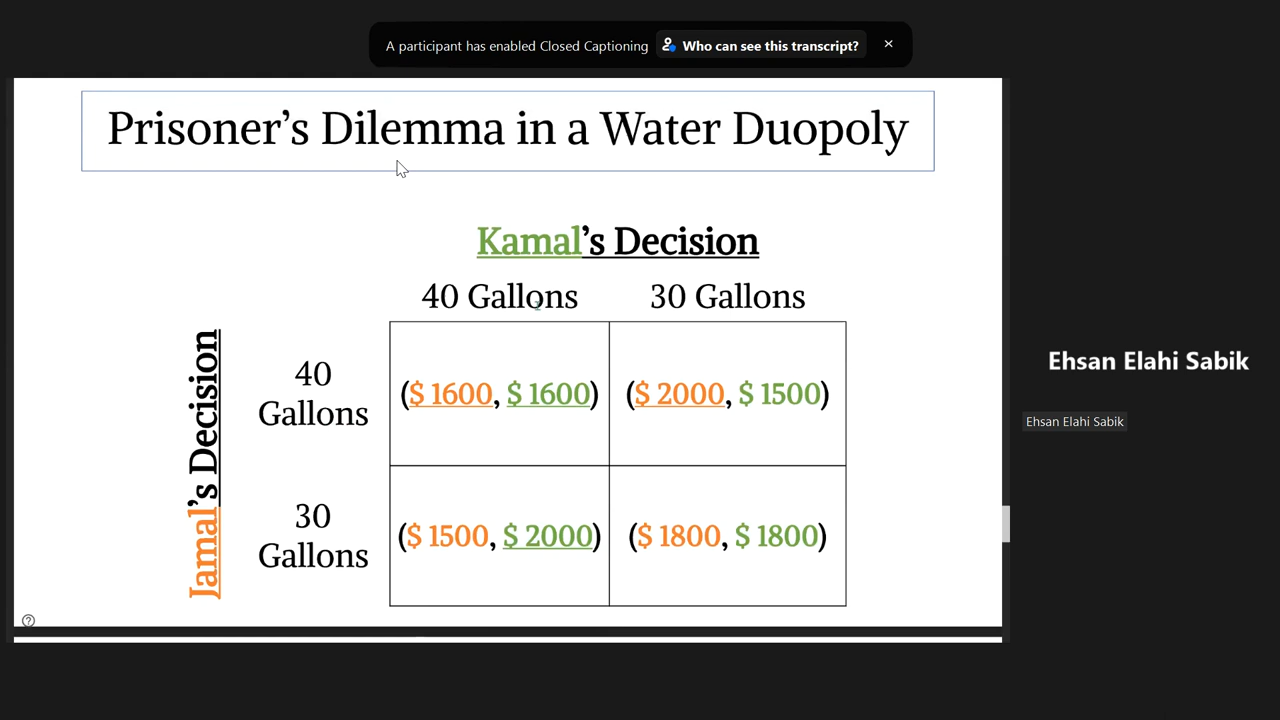 A participant has enabled Closed Captioning Who can see this transcript?
Prisoner’s Dilemma in a Water Duopoly
Kamal’s Decision
40 Gallons 30 Gallons
Jamal’s Decision
40
Gallons
($ 1600, $ 1600) ($ 2000, $ 1500)
30
Gallons
($ 1500, $ 2000) ($ 1800, $ 1800)
Ehsan Elahi Sabik
Ehsan Elahi Sabik